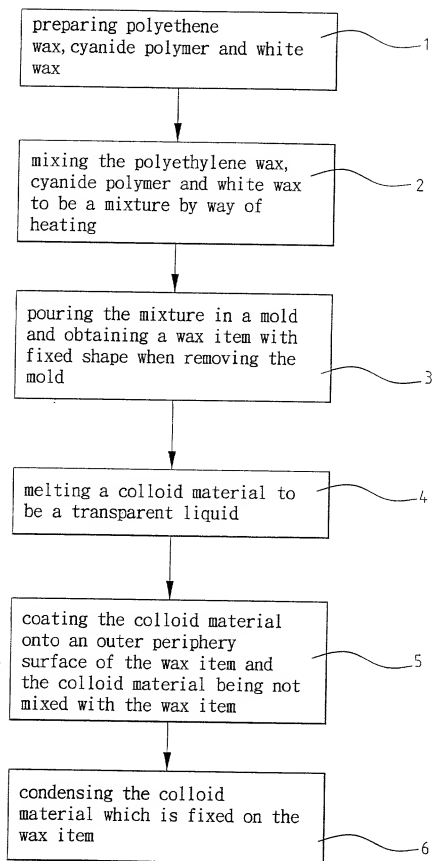 preparing polyethene
wax, cyanide polymer and white
wax
1
mixing the polyethylene wax,
cyanide polymer and white wax
to be a mixture by way of
heating
2
pouring the mixture in a mold
and obtaining a wax item with
fixed shape when removing the
mold
3
melting a colloid material to
be a transparent liquid
4
coating the colloid material
onto an outer periphery
surface of the wax item and
the colloid material being not
mixed with the wax item
5
condensing the colloid
material which is fixed on the
wax item
6